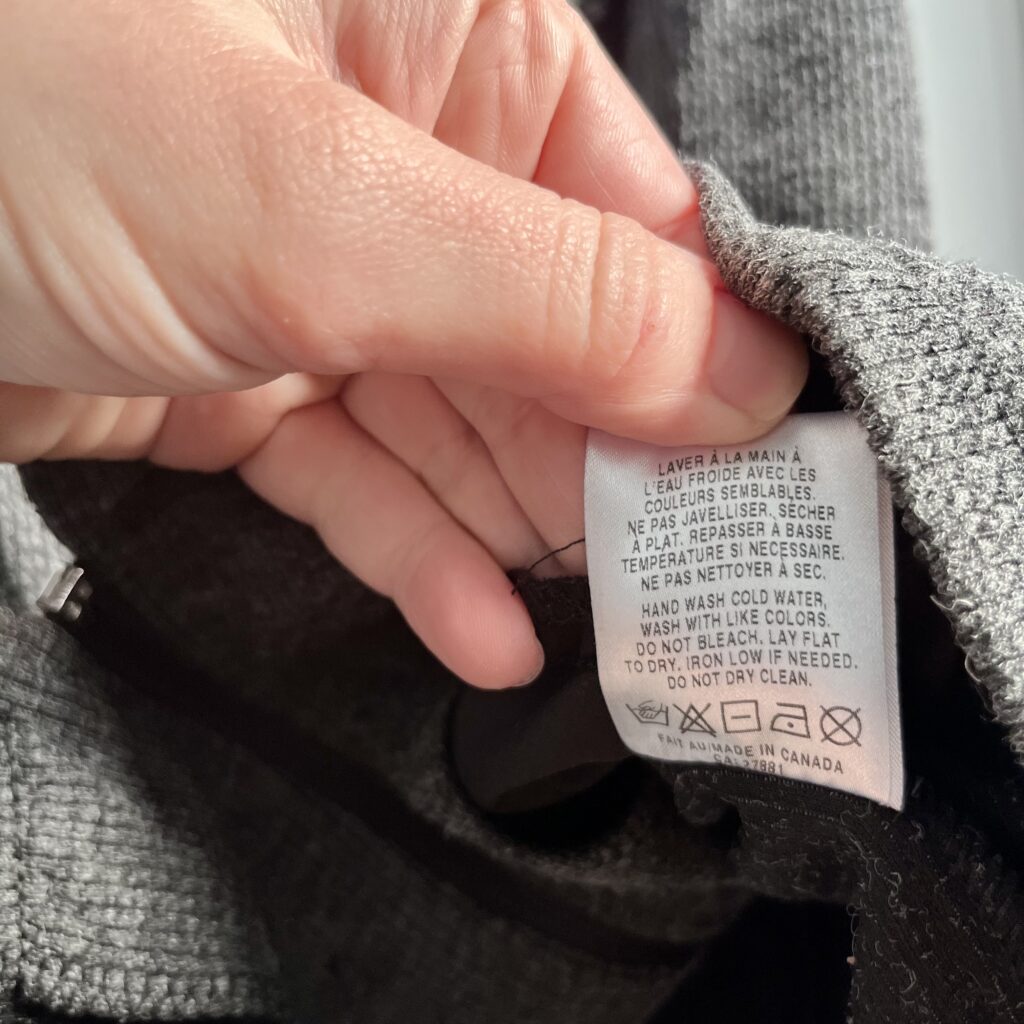 LAVER À LA MAIN À
L'EAU FROIDE AVEC LES
COULEURS SEMBLABLES.
NE PAS JAVELLISER. SÉCHER
À PLAT. REPASSER À BASSE
TEMPÉRATURE SI NECESSAIRE.
NE PAS NETTOYER À SEC.
HAND WASH COLD WATER,
WASH WITH LIKE COLORS.
DO NOT BLEACH. LAY FLAT
TO DRY. IRON LOW IF NEEDED.
DO NOT DRY CLEAN.
FAIT AU/MADE IN CANADA